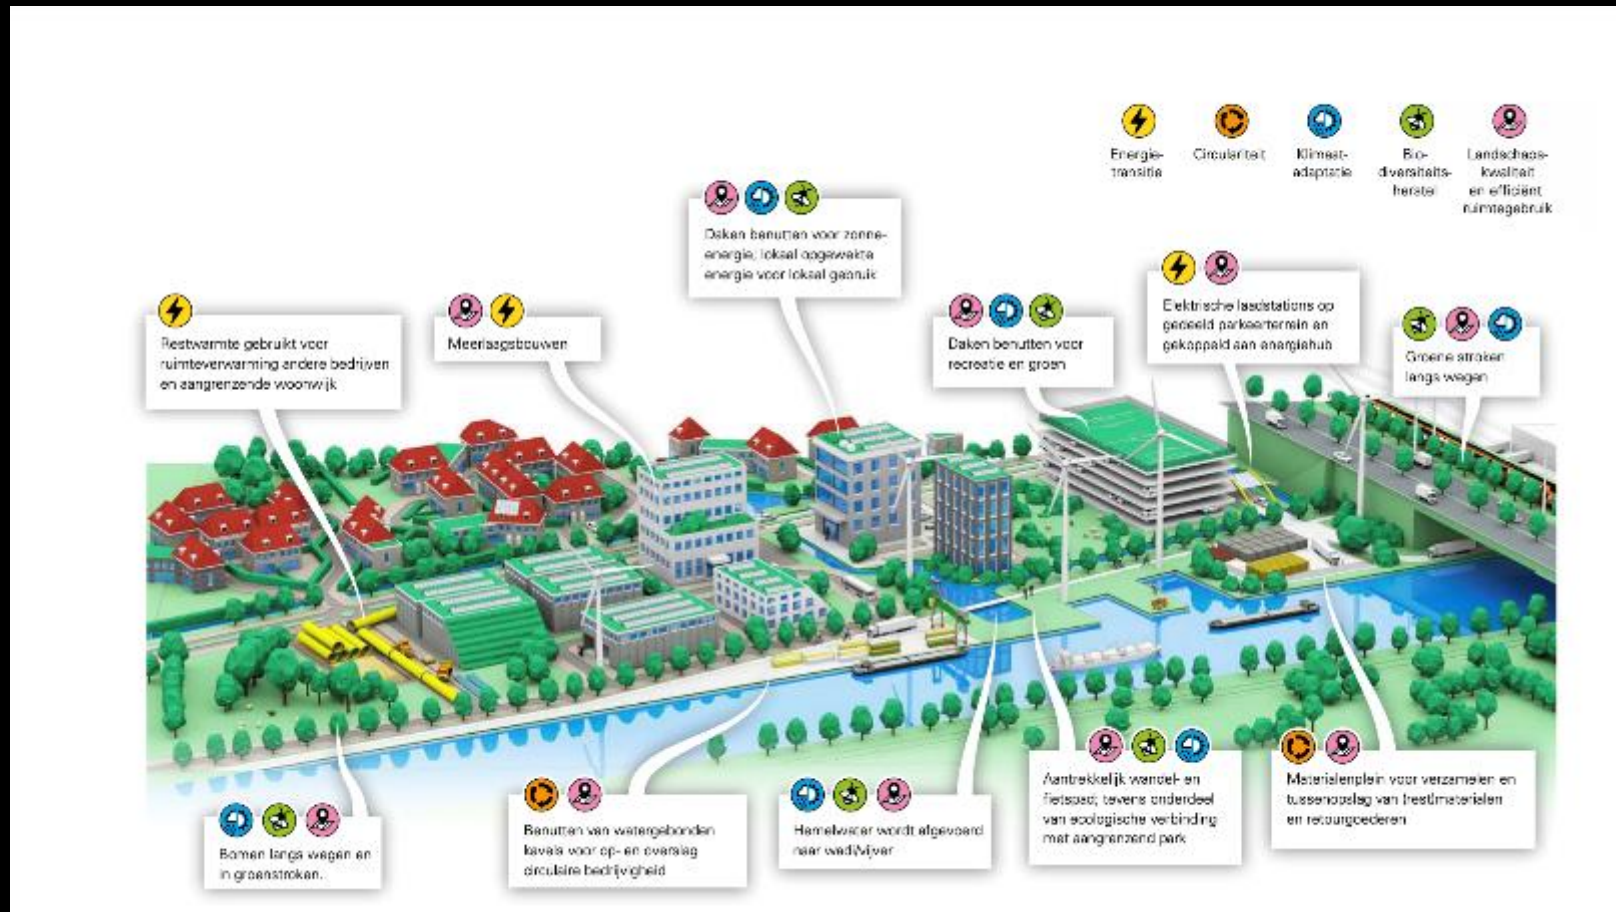 Energie-
transitie
Circulariteit
Klimaat-
adaptatie
Bio-
diversiteits-
herstel
Landschaps-
kwaliteit
en efficiënt
ruimtegebruik
Daken benutten voor zonne-
energie; lokaal opgewekte
energie voor lokaal gebruik
Elektrische laadstations op
gedeeld parkeerterrein en
gekoppeld aan energiehub
Restwarmte gebruikt voor
ruimteverwarming andere bedrijven
en aangrenzende woonwijk
Meerlaagsbouwen
Daken benutten voor
recreatie en groen
Groene stroken
langs wegen
Bomen langs wegen en
in groenstroken.
Benutten van watergebonden
kavels voor op- en overslag
circulaire bedrijvigheid
Hemelwater wordt afgevoerd
naar wadi/vijver
Aantrekkelijk wandel- en
fietspad; tevens onderdeel
van ecologische verbinding
met aangrenzend park
Materialenplein voor verzamelen en
tussenopslag van (rest)materialen
en retourgoederen